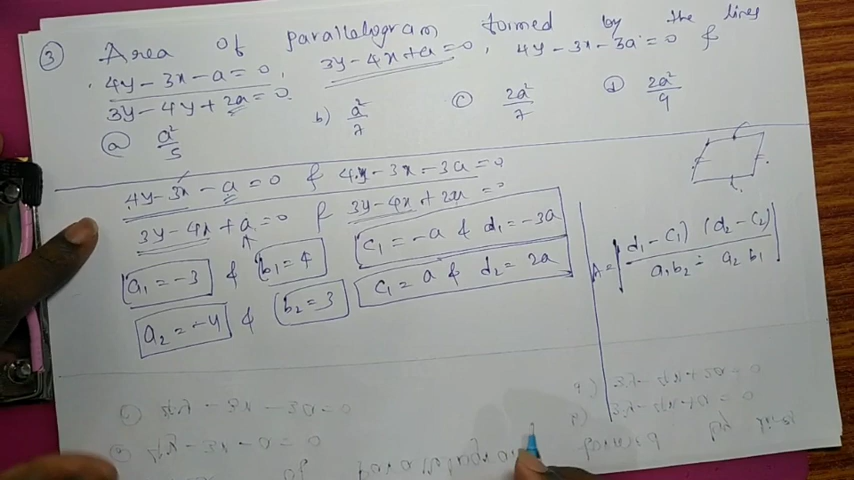 ③ Area of parallelogram formed by the lines
4y - 3x - a = 0, 3y - 4x + a = 0, 4y - 3x - 3a = 0 &
3y - 4y + 2a = 0.
ⓐ a²/5 b) a²/7 ⓒ 2a²/7 ⓓ 2a²/9
4y - 3x - a = 0 & 4y - 3x - 3a = 0
3y - 4x + a = 0 & 3y - 4x + 2a = 0
a₁ = -3 & b₁ = 4 c₁ = -a & d₁ = -3a
a₂ = -4 & b₂ = 3 c₂ = a & d₂ = 2a
A = |(d₁ - c₁) (d₂ - c₂) / a₁b₂ - a₂b₁|